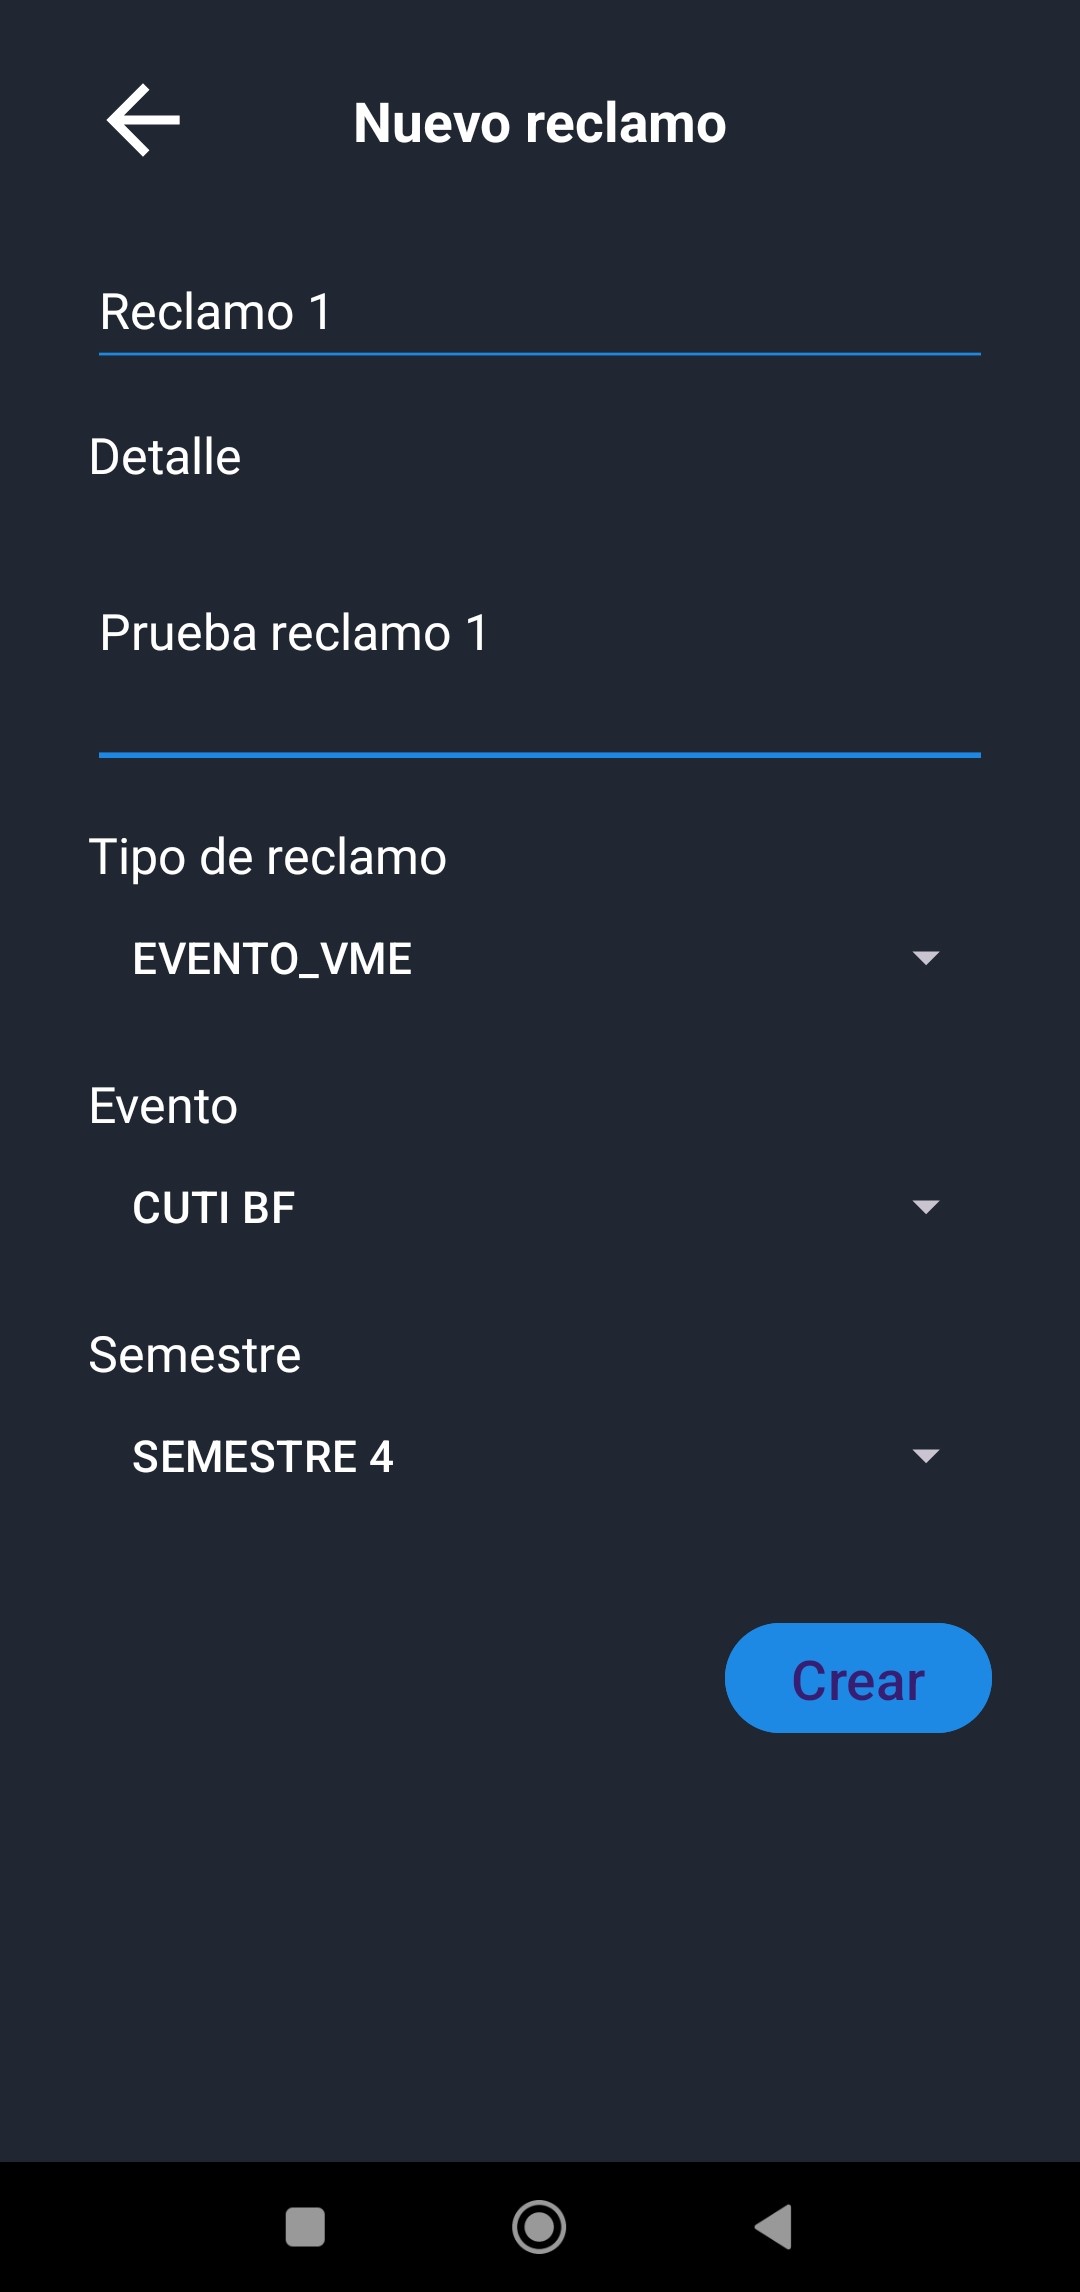 Nuevo reclamo
Reclamo 1
Detalle
Prueba reclamo 1
Tipo de reclamo
EVENTO_VME
Evento
CUTI BF
Semestre
SEMESTRE 4
Crear